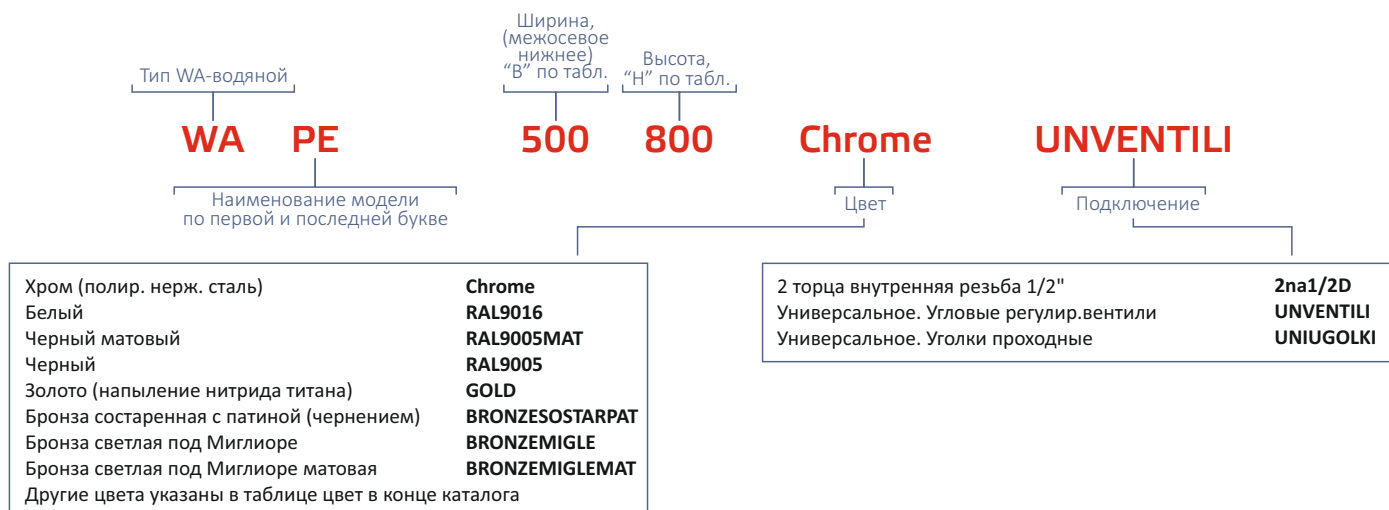 Ширина,
(межосевое
нижнее)
“В” по табл.
Высота,
“Н” по табл.
Тип WA-водяной
WA PE 500 800 Chrome UNVENTILI
Наименование модели
по первой и последней букве
Цвет
Подключение
Хром (полир. нерж. сталь) Chrome
Белый RAL9016
Черный матовый RAL9005MAT
Черный RAL9005
Золото (напыление нитрида титана) GOLD
Бронза состаренная с патиной (чернением) BRONZESOSTARPAT
Бронза светлая под Миглиоре BRONZEMIGLE
Бронза светлая под Миглиоре матовая BRONZEMIGLEMAT
Другие цвета указаны в таблице цвет в конце каталога
2 торца внутренняя резьба 1/2" 2na1/2D
Универсальное. Угловые регулир.вентили UNVENTILI
Универсальное. Уголки проходные UNIUGOLKI